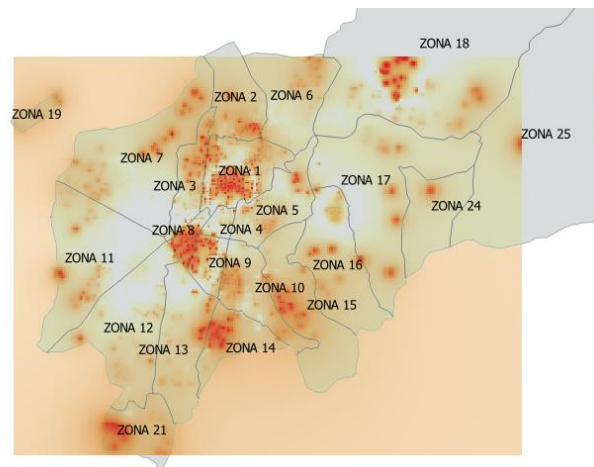 ZONA 18
ZONA 2
ZONA 6
ZONA 19
ZONA 25
ZONA 7
ZONA 1
ZONA 3
ZONA 17
ZONA 24
ZONA 5
ZONA 8
ZONA 4
ZONA 11
ZONA 9
ZONA 16
ZONA 10
ZONA 15
ZONA 12
ZONA 13
ZONA 14
ZONA 21